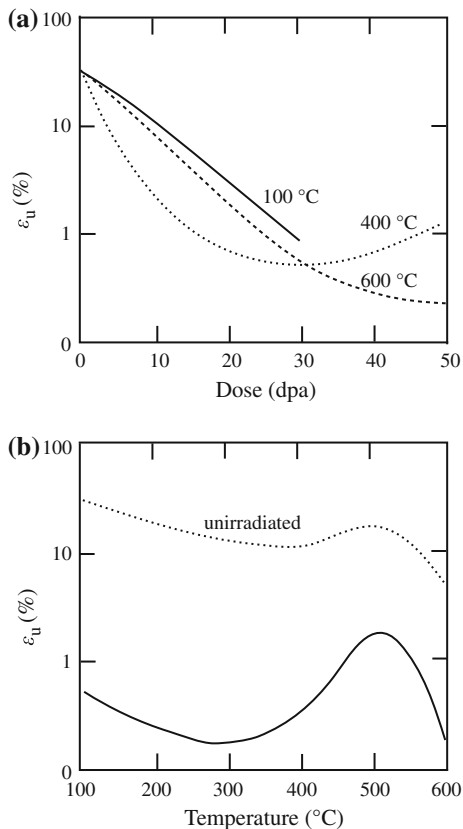 (a)
100
10
1
0
εu (%)
100 °C
400 °C
600 °C
0 10 20 30 40 50
Dose (dpa)
(b)
100
10
1
0
εu (%)
unirradiated
100 200 300 400 500 600
Temperature (°C)